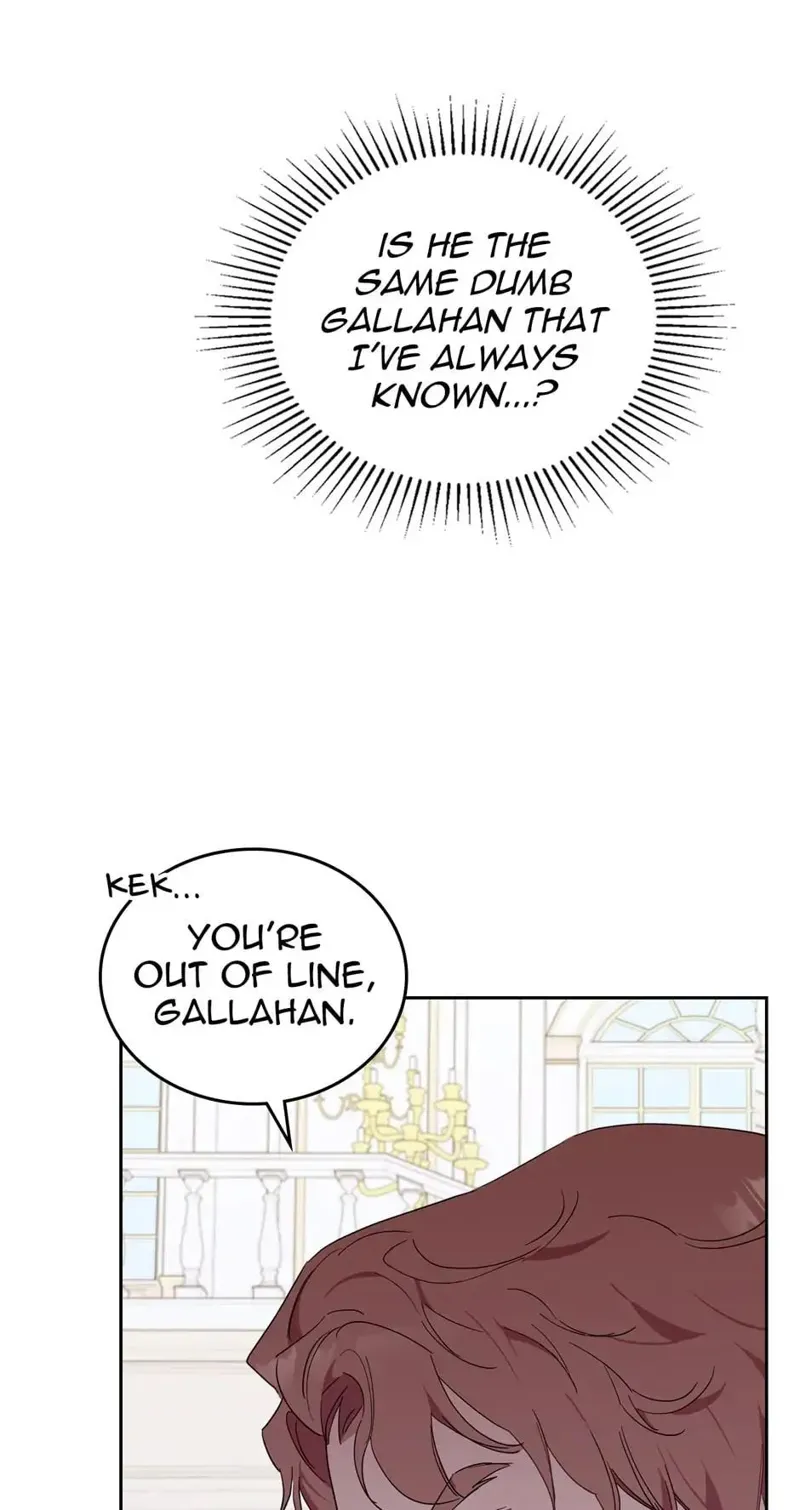 IS HE THE
SAME DUMB
GALLAHAN THAT
I'VE ALWAYS
KNOWN...?
KEK...
YOU'RE
OUT OF LINE,
GALLAHAN.